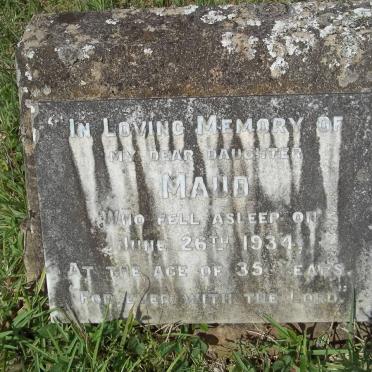 "IN LOVING MEMORY OF
MY DEAR DAUGHTER
MAUD
WHO FELL ASLEEP ON
JUNE 26TH 1934.
AT THE AGE OF 35 YEARS.
FOR EVER WITH THE LORD."